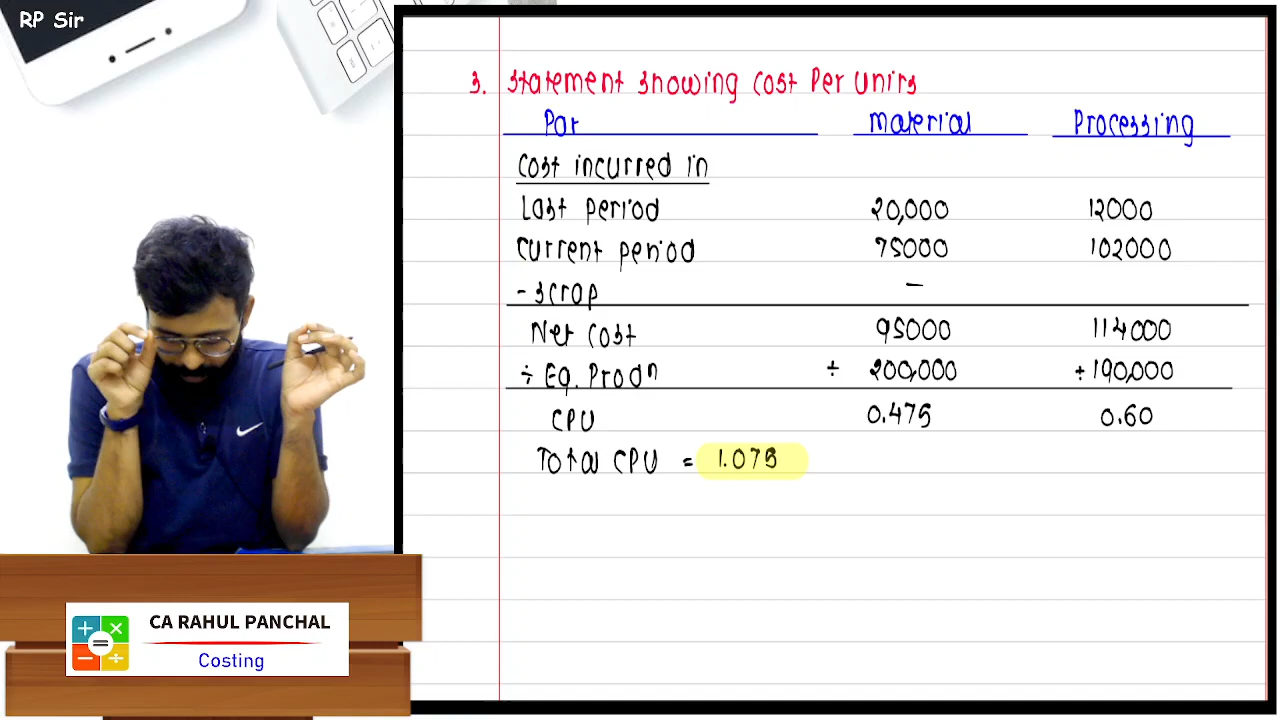 RP Sir
3. Statement Showing Cost Per Units
Par Material Processing
Cost incurred in
Last period 20,000 12000
Current period 75000 102000
- Scrap —
Net Cost 95000 114000
÷ Eq. Prodn ÷ 200,000 ÷ 190,000
CPU 0.475 0.60
Total CPU = 1.075
CA RAHUL PANCHAL
Costing